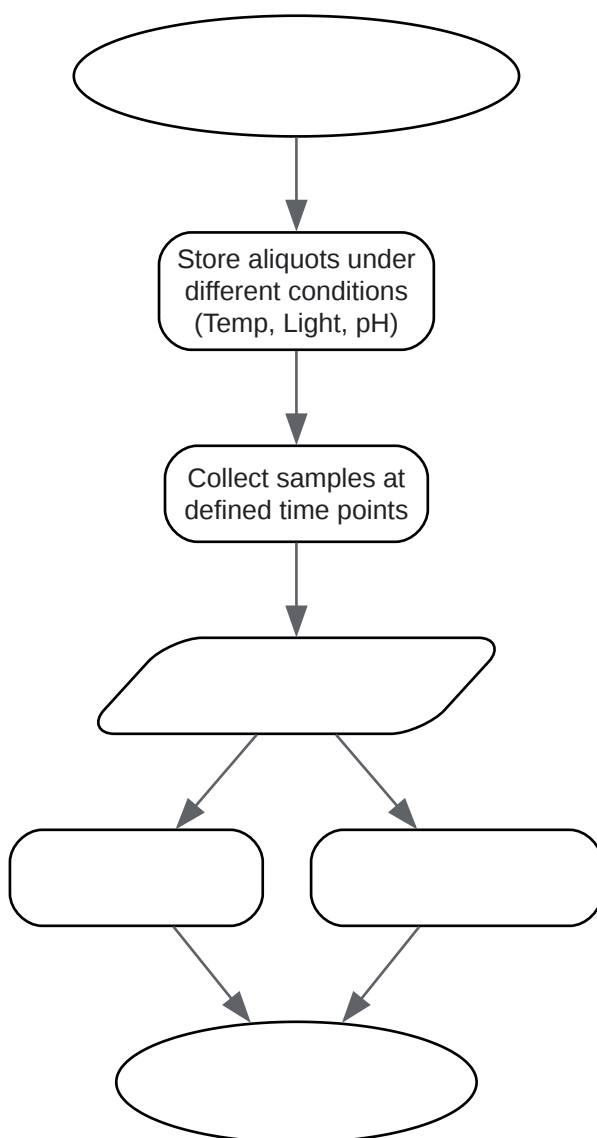 Store aliquots under
different conditions
(Temp, Light, pH)
Collect samples at
defined time points